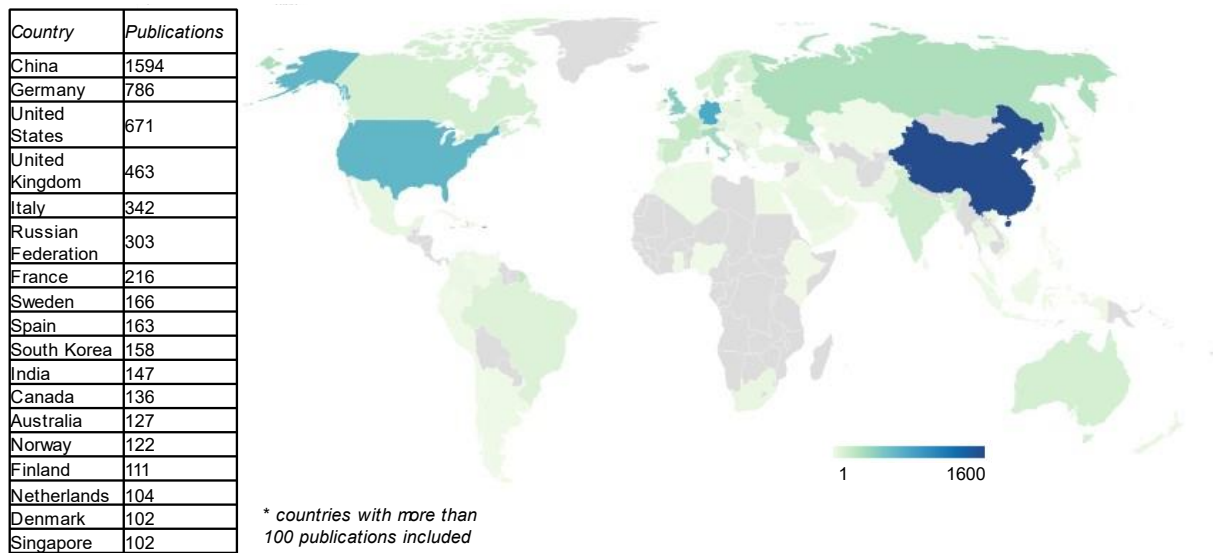 Country Publications
China 1594
Germany 786
United
States 671
United
Kingdom 463
Italy 342
Russian
Federation 303
France 216
Sweden 166
Spain 163
South Korea 158
India 147
Canada 136
Australia 127
Norway 122
Finland 111
Netherlands 104
Denmark 102
Singapore 102
1 1600
* countries with more than
100 publications included